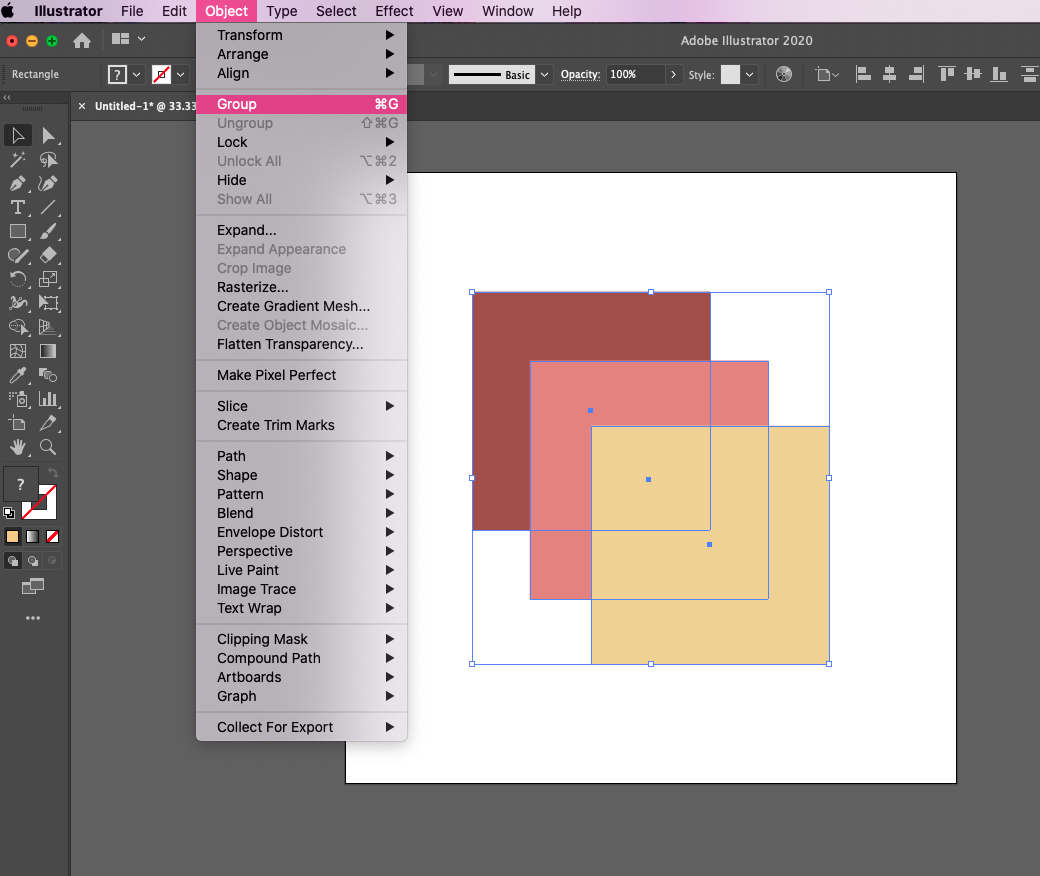 Illustrator File Edit Object Type Select Effect View Window Help
Adobe Illustrator 2020
Rectangle ? Basic Opacity: 100% Style:
× Untitled-1* @ 33.33
Transform
Arrange
Align
Group ⌘G
Ungroup ⇧⌘G
Lock
Unlock All ⌥⌘2
Hide
Show All ⌥⌘3
Expand...
Expand Appearance
Crop Image
Rasterize...
Create Gradient Mesh...
Create Object Mosaic...
Flatten Transparency...
Make Pixel Perfect
Slice
Create Trim Marks
Path
Shape
Pattern
Blend
Envelope Distort
Perspective
Live Paint
Image Trace
Text Wrap
Clipping Mask
Compound Path
Artboards
Graph
Collect For Export
?